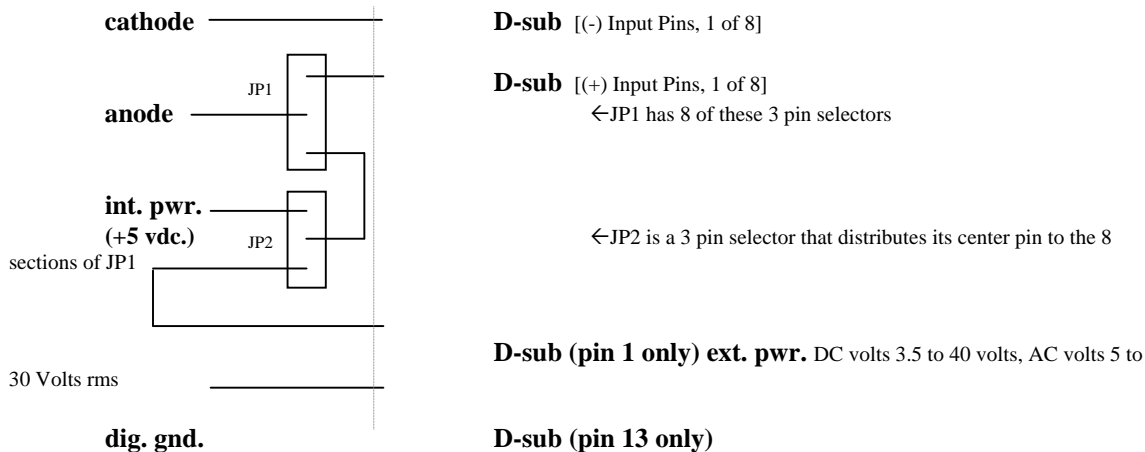 cathode D-sub [(-) Input Pins, 1 of 8]
D-sub [(+) Input Pins, 1 of 8]
JP1
anode ←JP1 has 8 of these 3 pin selectors
int. pwr.
(+5 vdc.) JP2 ←JP2 is a 3 pin selector that distributes its center pin to the 8
sections of JP1
D-sub (pin 1 only) ext. pwr. DC volts 3.5 to 40 volts, AC volts 5 to
30 Volts rms
dig. gnd. D-sub (pin 13 only)